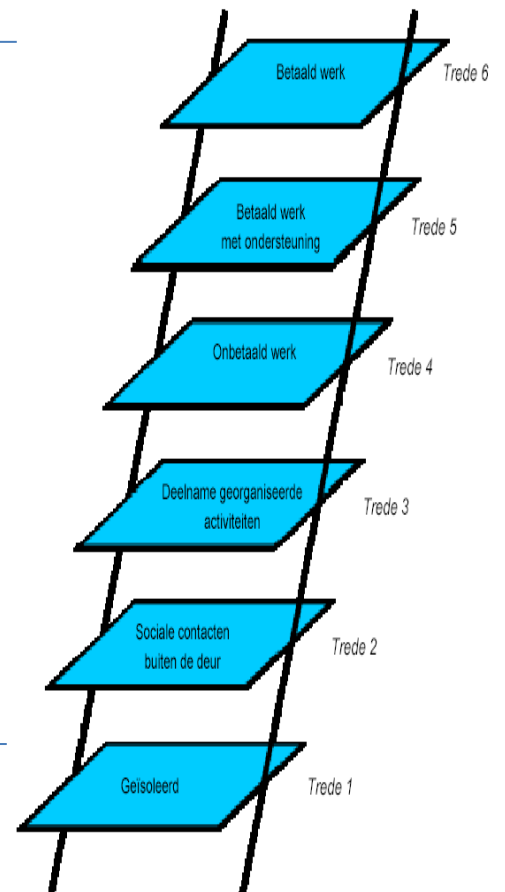 Betaald werk
Trede 6
Betaald werk
met ondersteuning
Trede 5
Onbetaald werk
Trede 4
Deelname georganiseerde
activiteiten
Trede 3
Sociale contacten
buiten de deur
Trede 2
Geïsoleerd
Trede 1